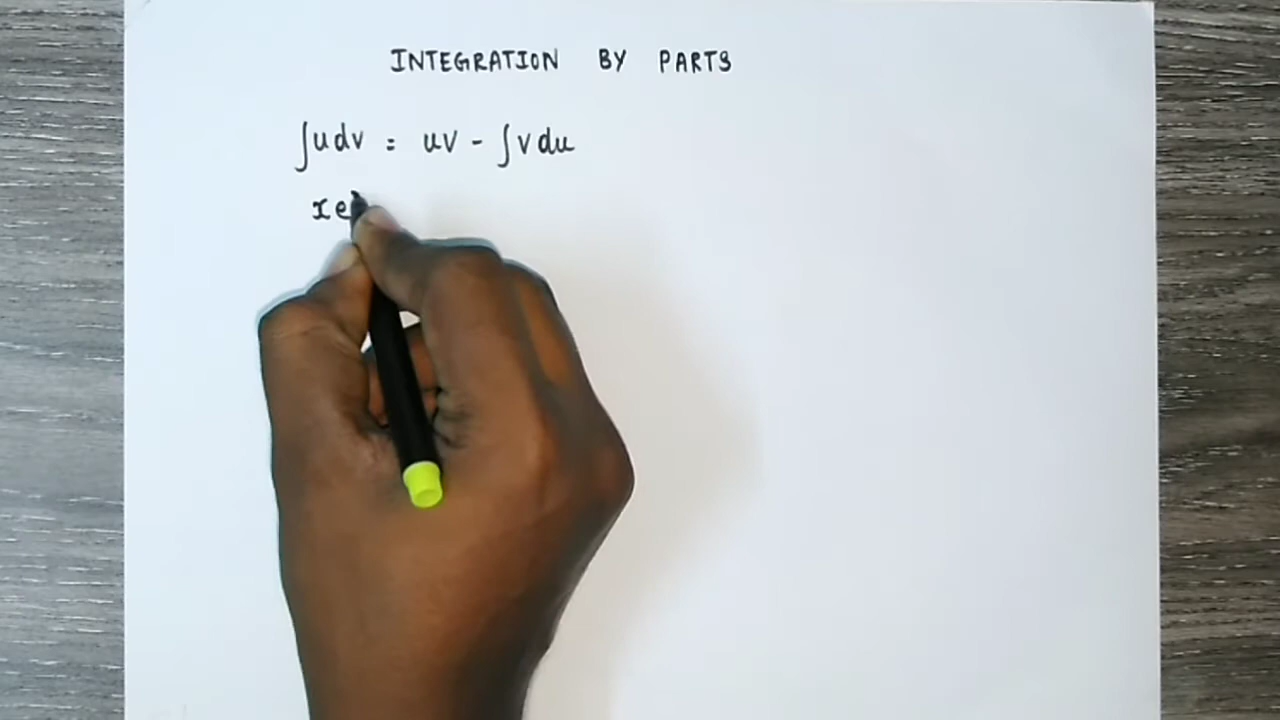 INTEGRATION BY PARTS
∫udv = uv - ∫vdu
xe